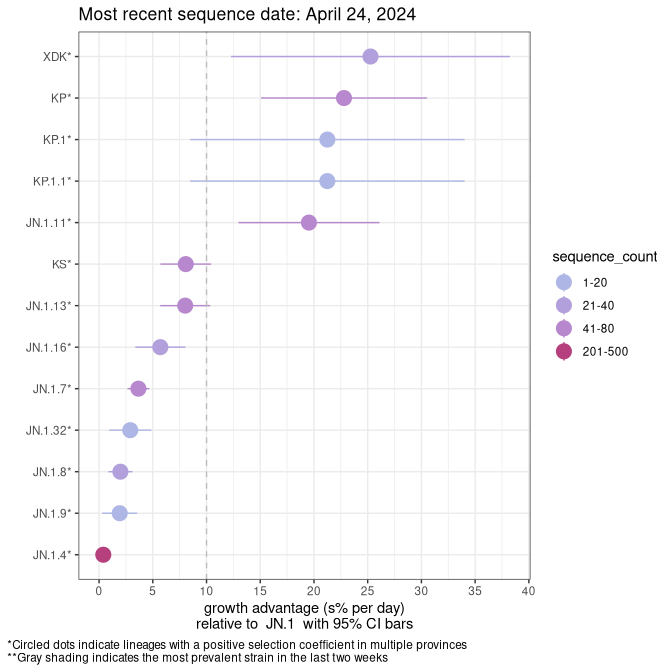 Most recent sequence date: April 24, 2024
XDK*
KP*
KP.1*
KP.1.1*
JN.1.11*
KS*
JN.1.13*
JN.1.16*
JN.1.7*
JN.1.32*
JN.1.8*
JN.1.9*
JN.1.4*
0 5 10 15 20 25 30 35 40
growth advantage (s% per day)
relative to JN.1 with 95% CI bars
sequence_count
1-20
21-40
41-80
201-500
*Circled dots indicate lineages with a positive selection coefficient in multiple provinces
**Gray shading indicates the most prevalent strain in the last two weeks